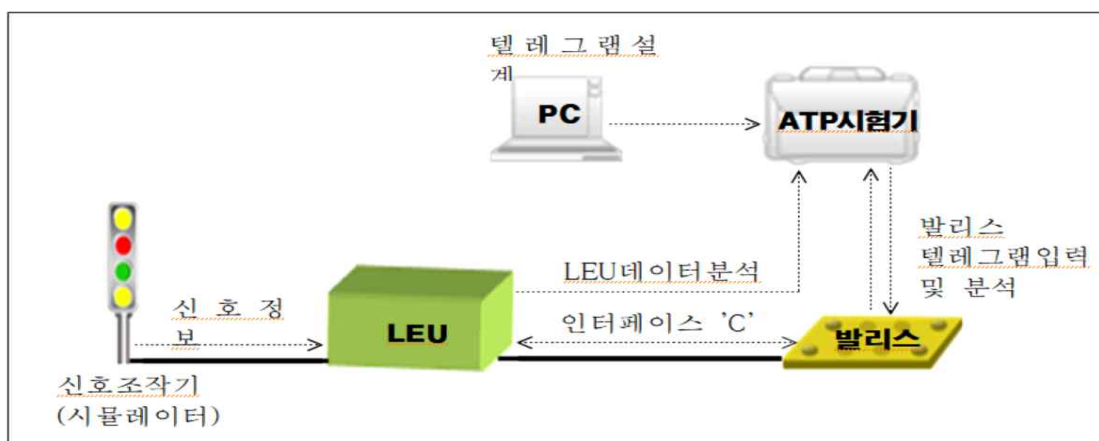 텔 레 그 램 설
계
PC
ATP시험기
발리스
텔레그램입력
및 분석
LEU데이터분석
신 호 정
보
LEU
인터페이스 'C'
발리스
신호조작기
(시뮬레이터)